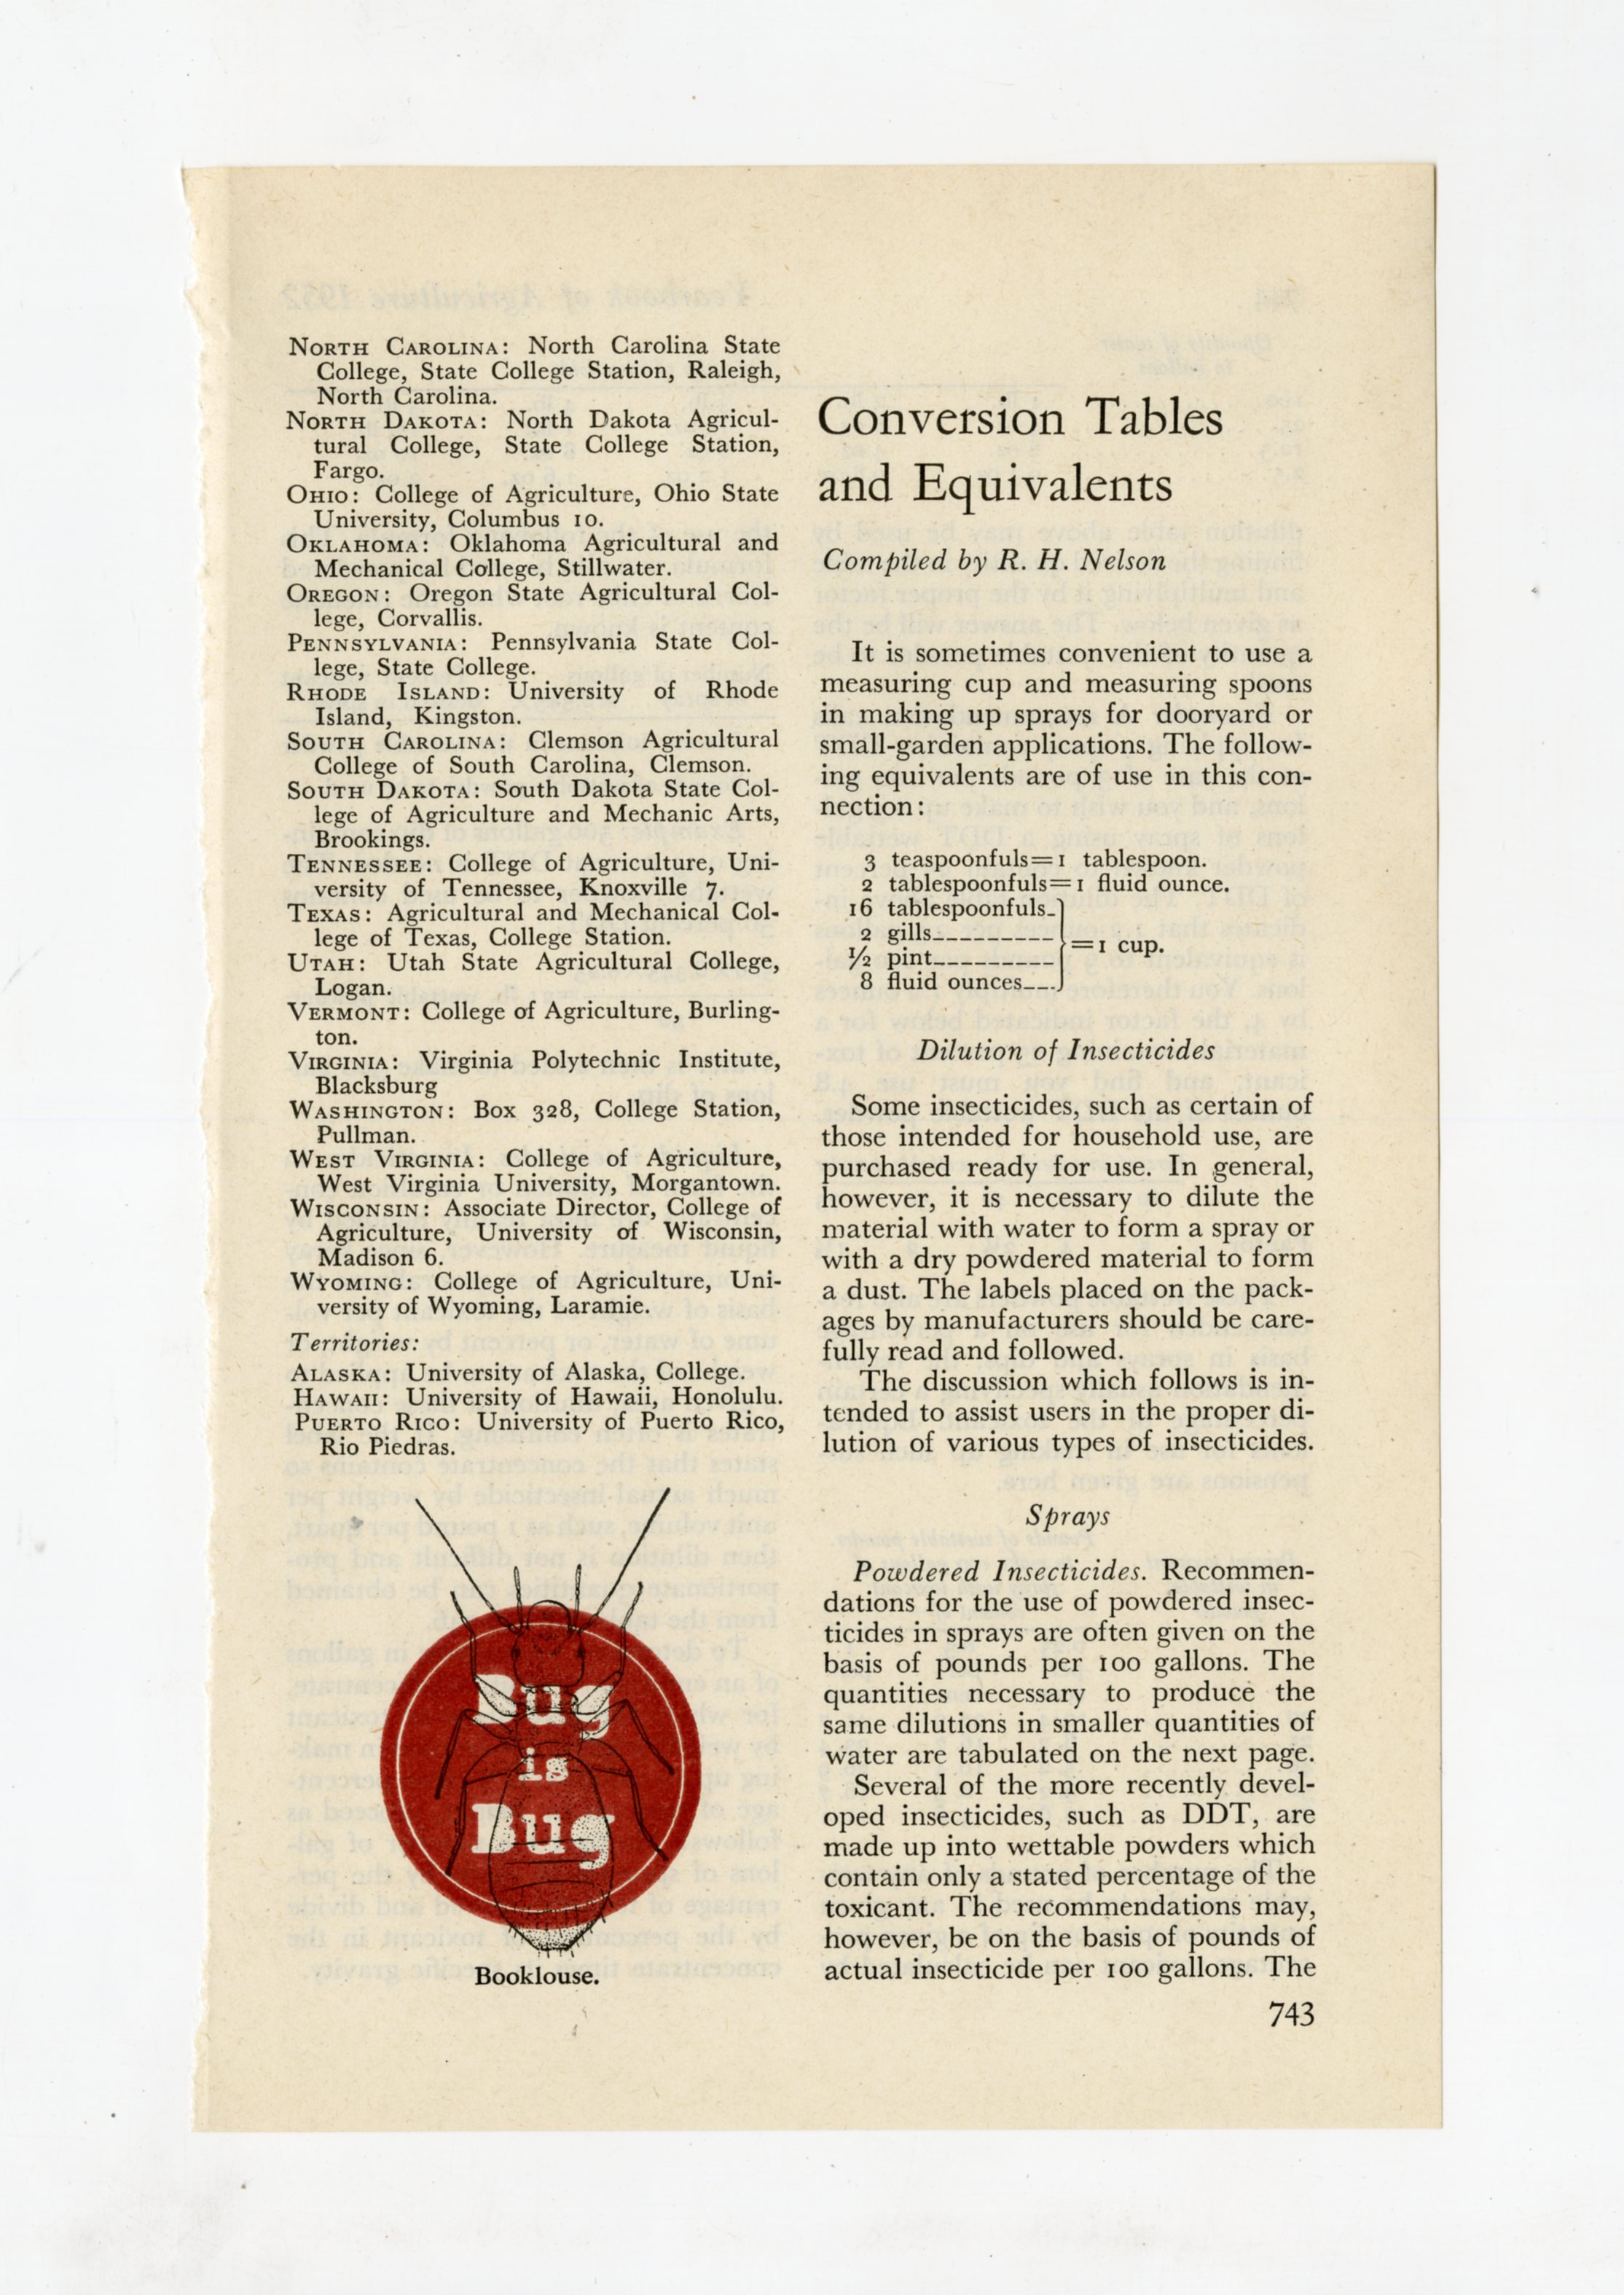 NORTH CAROLINA: North Carolina State
College, State College Station, Raleigh,
North Carolina.
NORTH DAKOTA: North Dakota Agricul-
tural College, State College Station,
Fargo.
OHIO: College of Agriculture, Ohio State
University, Columbus 10.
OKLAHOMA: Oklahoma Agricultural and
Mechanical College, Stillwater.
OREGON: Oregon State Agricultural Col-
lege, Corvallis.
PENNSYLVANIA: Pennsylvania State Col-
lege, State College.
RHODE ISLAND: University of Rhode
Island, Kingston.
SOUTH CAROLINA: Clemson Agricultural
College of South Carolina, Clemson.
SOUTH DAKOTA: South Dakota State Col-
lege of Agriculture and Mechanic Arts,
Brookings.
TENNESSEE: College of Agriculture, Uni-
versity of Tennessee, Knoxville 7.
TEXAS: Agricultural and Mechanical Col-
lege of Texas, College Station.
UTAH: Utah State Agricultural College,
Logan.
VERMONT: College of Agriculture, Burling-
ton.
VIRGINIA: Virginia Polytechnic Institute,
Blacksburg
WASHINGTON: Box 328, College Station,
Pullman.
WEST VIRGINIA: College of Agriculture,
West Virginia University, Morgantown.
WISCONSIN: Associate Director, College of
Agriculture, University of Wisconsin,
Madison 6.
WYOMING: College of Agriculture, Uni-
versity of Wyoming, Laramie.
Territories:
ALASKA: University of Alaska, College.
HAWAII: University of Hawaii, Honolulu.
PUERTO RICO: University of Puerto Rico,
Rio Piedras.
Bug
is
Bug
Booklouse.
Conversion Tables
and Equivalents
Compiled by R. H. Nelson
It is sometimes convenient to use a
measuring cup and measuring spoons
in making up sprays for dooryard or
small-garden applications. The follow-
ing equivalents are of use in this con-
nection:
3 teaspoonfuls=1 tablespoon.
2 tablespoonfuls=1 fluid ounce.
16 tablespoonfuls
2 gills
=1 cup.
½ pint
8 fluid ounces
Dilution of Insecticides
Some insecticides, such as certain of
those intended for household use, are
purchased ready for use. In general,
however, it is necessary to dilute the
material with water to form a spray or
with a dry powdered material to form
a dust. The labels placed on the pack-
ages by manufacturers should be care-
fully read and followed.
The discussion which follows is in-
tended to assist users in the proper di-
lution of various types of insecticides.
Sprays
Powdered Insecticides. Recommen-
dations for the use of powdered insec-
ticides in sprays are often given on the
basis of pounds per 100 gallons. The
quantities necessary to produce the
same dilutions in smaller quantities of
water are tabulated on the next page.
Several of the more recently devel-
oped insecticides, such as DDT, are
made up into wettable powders which
contain only a stated percentage of the
toxicant. The recommendations may,
however, be on the basis of pounds of
actual insecticide per 100 gallons. The
743